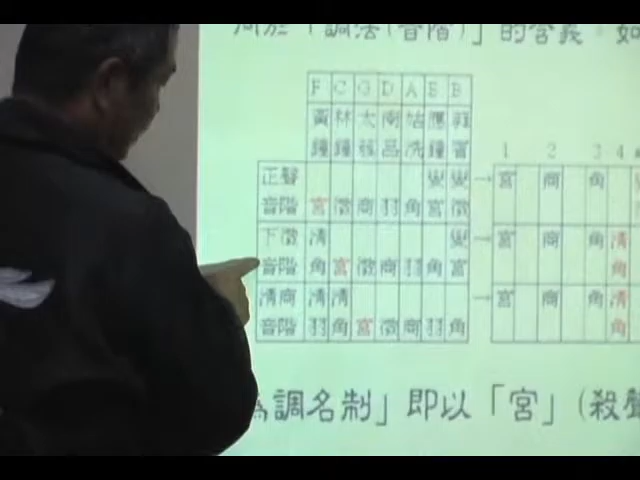 「調法(音階)」的含義。如
F C G D A E B
黃 林 太 南 姑 應 蕤
鐘 鐘 簇 呂 洗 鐘 賓
1 2 3 4
正聲 變 變 → 宮 商 角
音階 宮 徵 商 羽 角 宮 徵
下徵 清 變 → 宮 商 角 清
音階 角 宮 徵 商 羽 角 宮 角
清商 清 清 → 宮 商 角 清
音階 羽 角 宮 徵 商 羽 角 角
為調名制」即以「宮」(殺聲